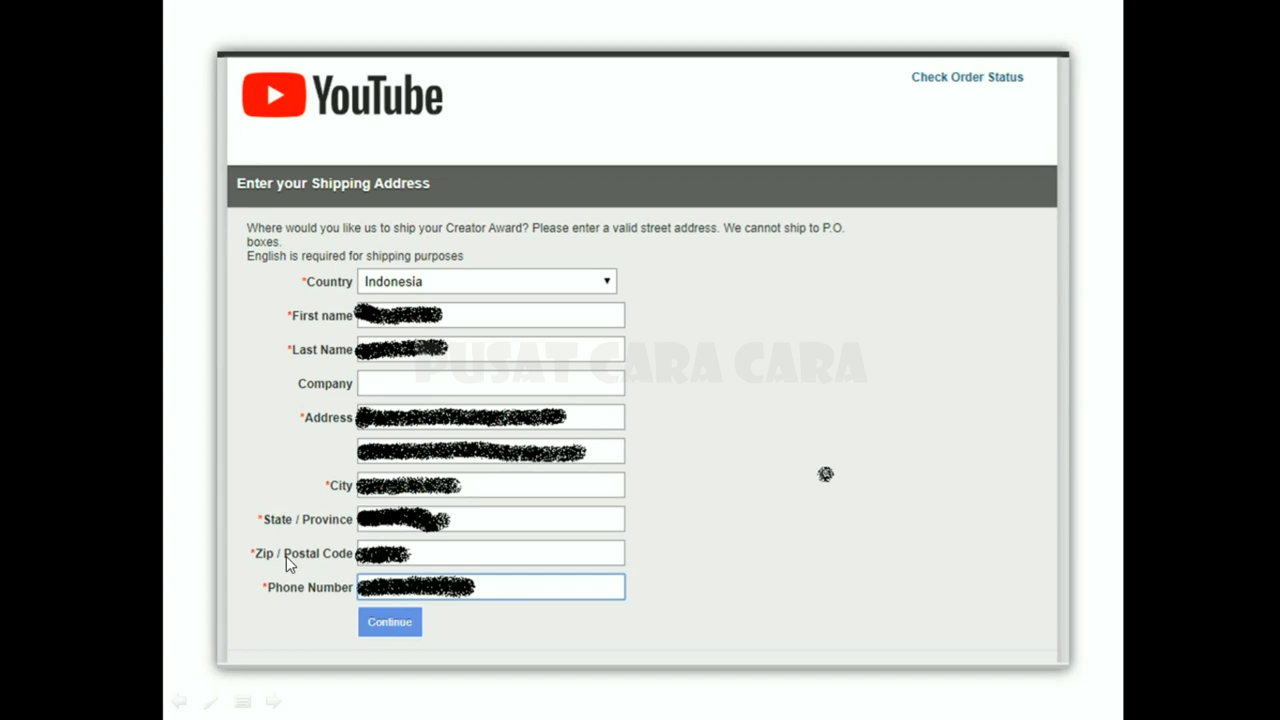 YouTube
Check Order Status
Enter your Shipping Address
Where would you like us to ship your Creator Award? Please enter a valid street address. We cannot ship to P.O.
boxes.
English is required for shipping purposes
*Country Indonesia
*First name
*Last Name
PUSAT CARA CARA
Company
*Address
*City
*State / Province
*Zip / Postal Code
*Phone Number
Continue